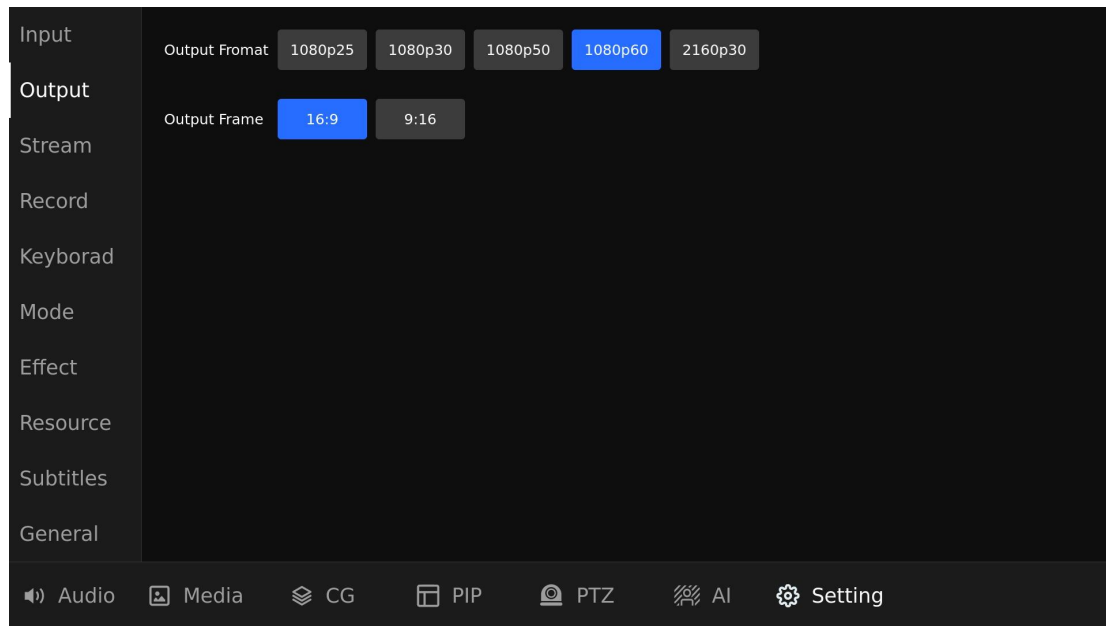 Input
Output
Stream
Record
Keyborad
Mode
Effect
Resource
Subtitles
General
Output Fromat 1080p25 1080p30 1080p50 1080p60 2160p30
Output Frame 16:9 9:16
Audio Media CG PIP PTZ AI Setting